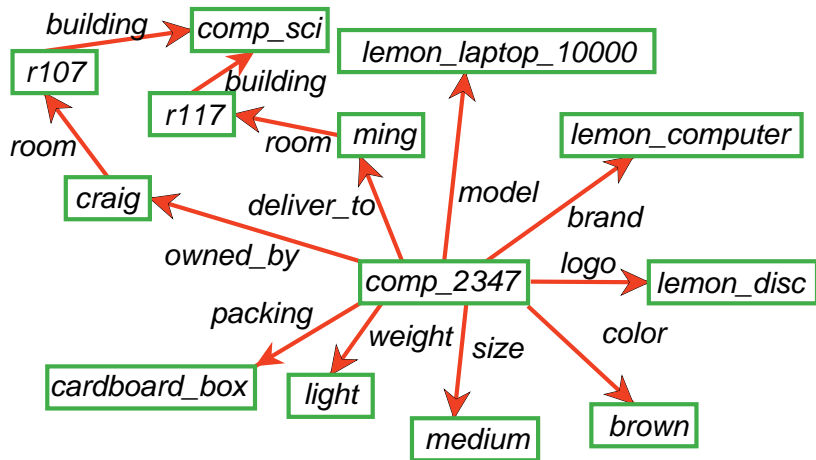 building
comp_sci
lemon_laptop_10000
r107
building
r117
lemon_computer
room
room
ming
craig
deliver_to
model
brand
owned_by
comp_2347
logo
lemon_disc
packing
weight
size
color
cardboard_box
light
medium
brown